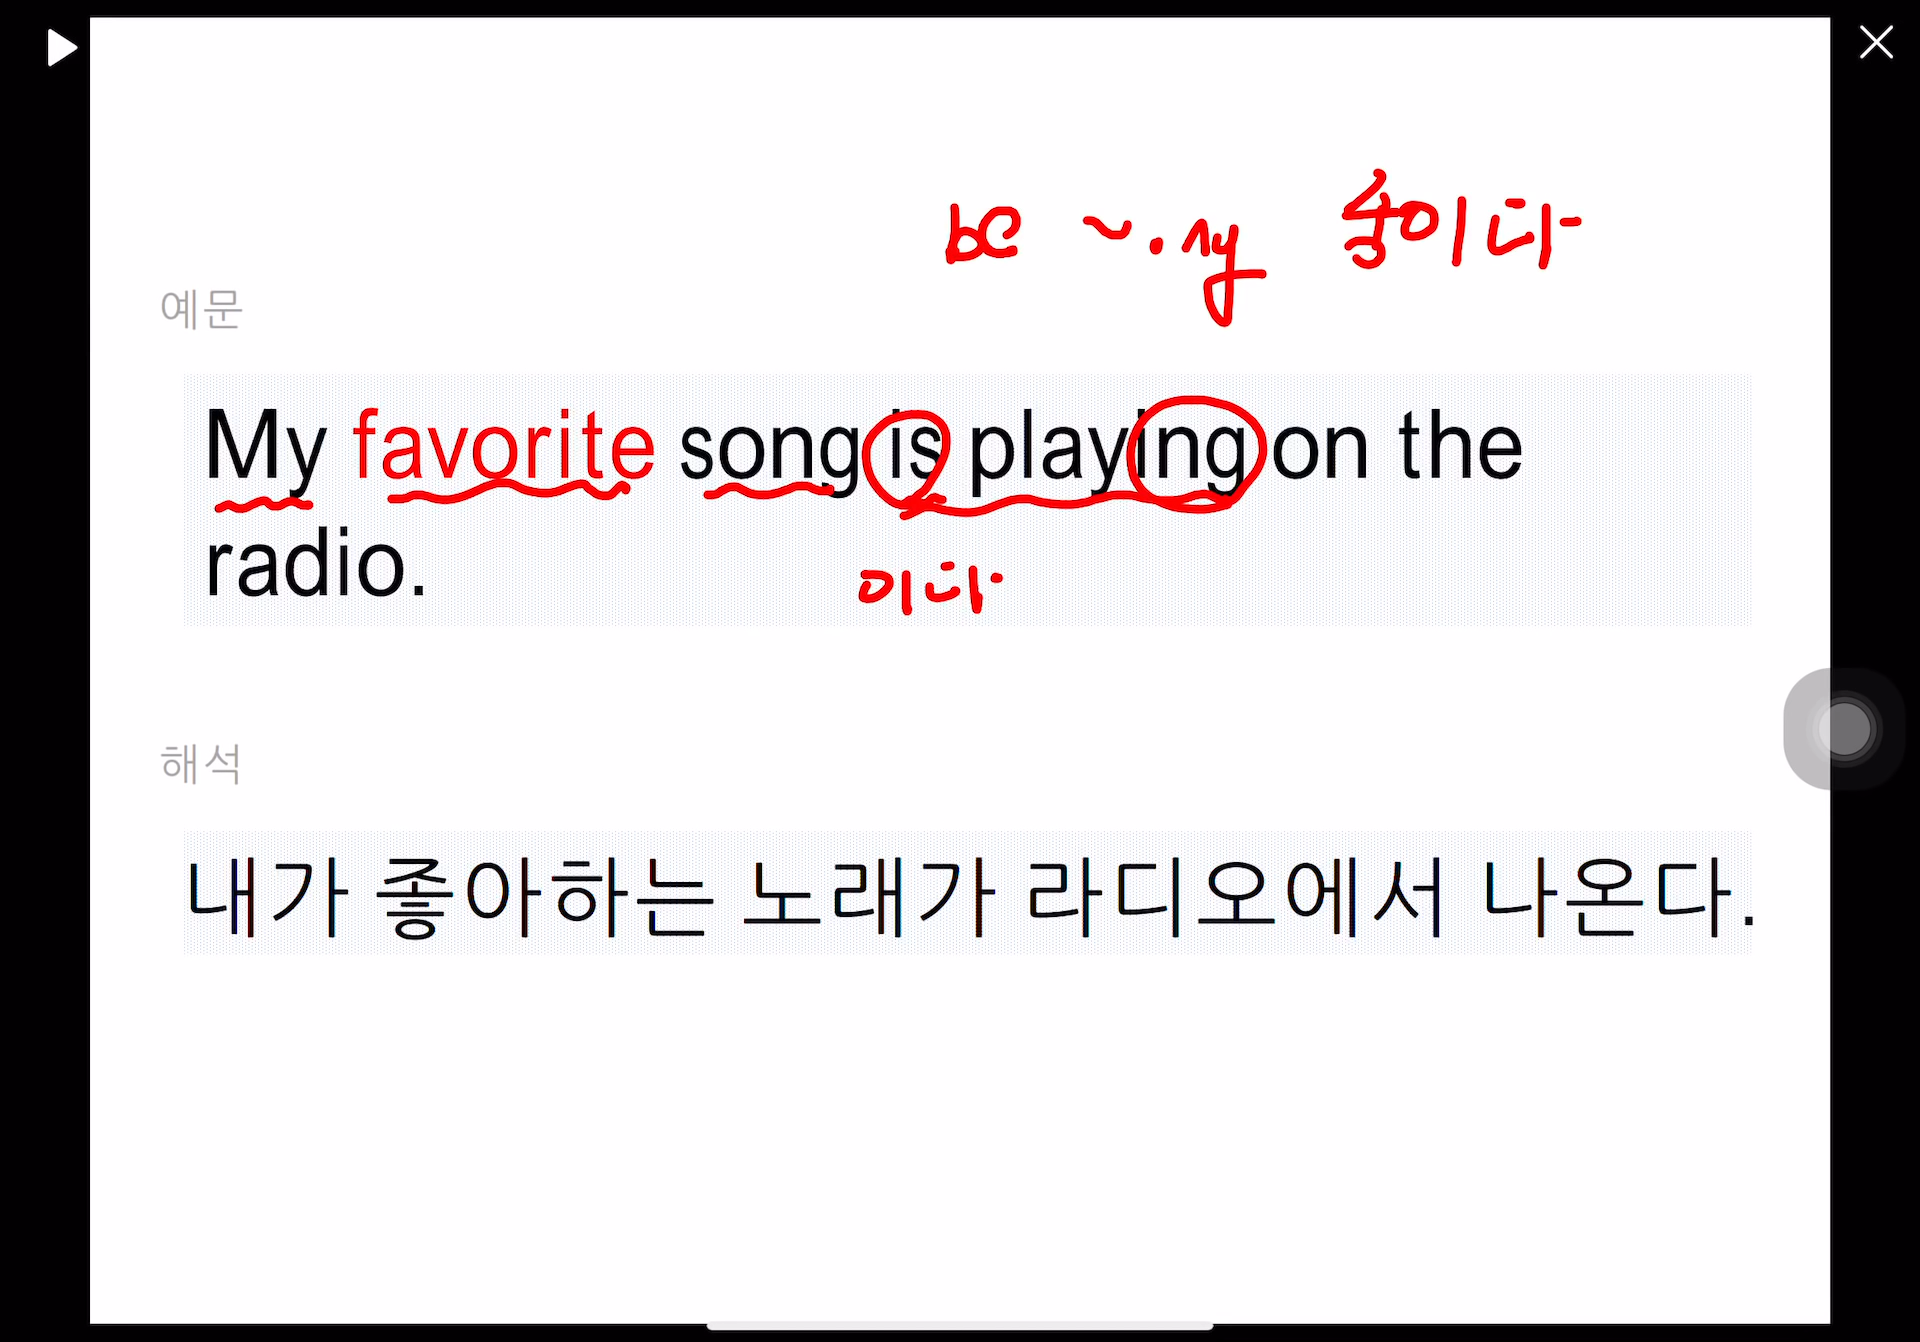 be ~.ing 중이다
예문
My favorite song is playing on the
radio.
이다
해석
내가 좋아하는 노래가 라디오에서 나온다.